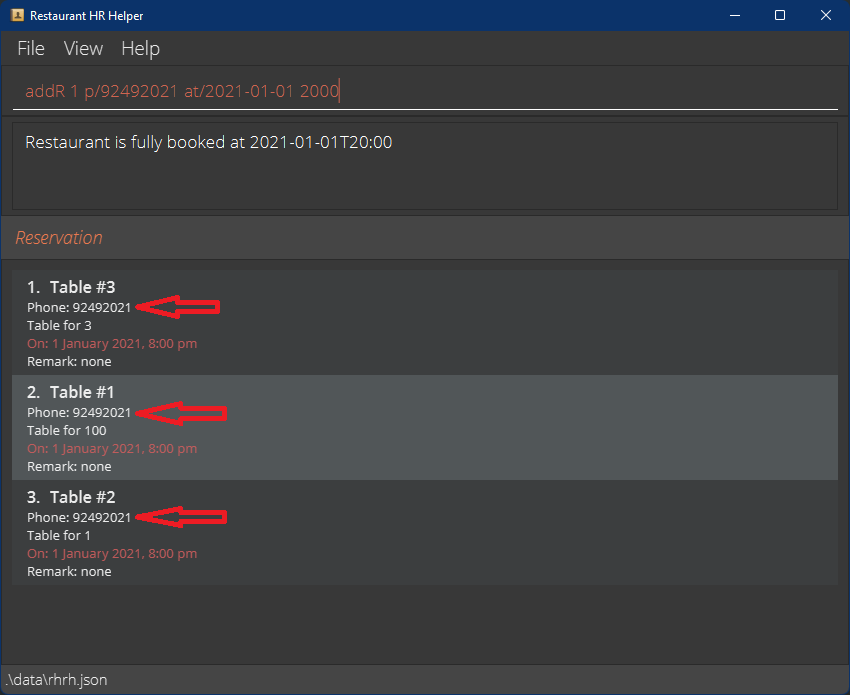 Restaurant HR Helper
File View Help
addR 1 p/92492021 at/2021-01-01 2000
Restaurant is fully booked at 2021-01-01T20:00
Reservation
1. Table #3
Phone: 92492021
Table for 3
On: 1 January 2021, 8:00 pm
Remark: none
2. Table #1
Phone: 92492021
Table for 100
On: 1 January 2021, 8:00 pm
Remark: none
3. Table #2
Phone: 92492021
Table for 1
On: 1 January 2021, 8:00 pm
Remark: none
.\data\rhrh.json